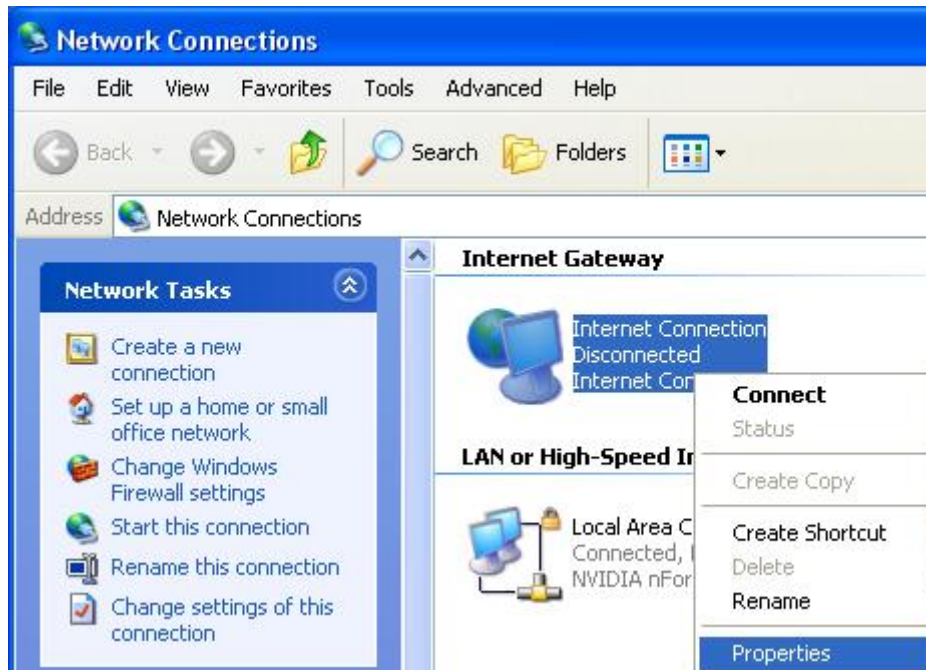 Network Connections
File Edit View Favorites Tools Advanced Help
Back Search Folders
Address Network Connections
Network Tasks
Create a new
connection
Set up a home or small
office network
Change Windows
Firewall settings
Start this connection
Rename this connection
Change settings of this
connection
Internet Gateway
Internet Connection
Disconnected
Internet Con
LAN or High-Speed In
Local Area C
Connected,
NVIDIA nFor
Connect
Status
Create Copy
Create Shortcut
Delete
Rename
Properties